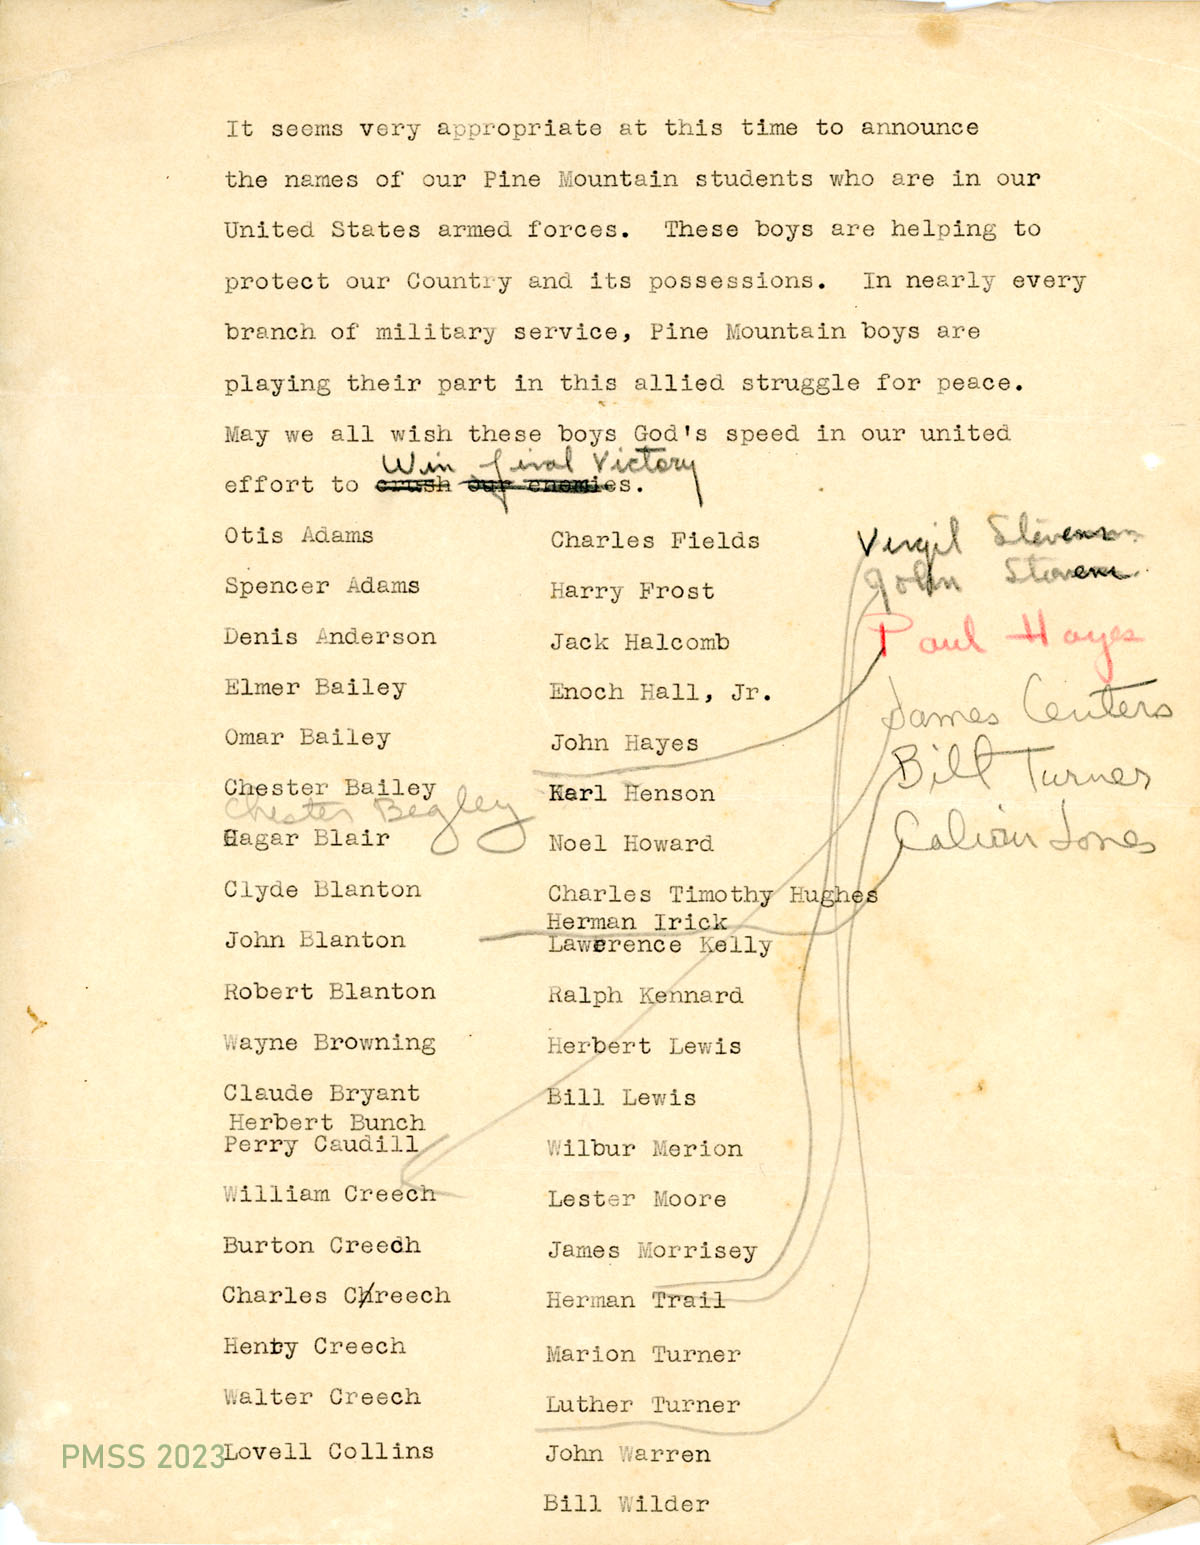 It seems very appropriate at this time to announce
the names of our Pine Mountain students who are in our
United States armed forces.  These boys are helping to
protect our Country and its possessions.  In nearly every
branch of military service, Pine Mountain boys are
playing their part in this allied struggle for peace.
May we all wish these boys God's speed in our united
Win final Victory
effort to crush our enemies.
Otis Adams
Spencer Adams
Denis Anderson
Elmer Bailey
Omar Bailey
Chester Bailey
Chester Begley
Hagar Blair
Clyde Blanton
John Blanton
Robert Blanton
Wayne Browning
Claude Bryant
Herbert Bunch
Perry Caudill
William Creech
Burton Creech
Charles Creech
Henry Creech
Walter Creech
Lovell Collins
Charles Fields
Harry Frost
Jack Halcomb
Enoch Hall, Jr.
John Hayes
Karl Henson
Noel Howard
Charles Timothy Hughes
Herman Irick
Lawerence Kelly
Ralph Kennard
Herbert Lewis
Bill Lewis
Wilbur Merion
Lester Moore
James Morrisey
Herman Trail
Marion Turner
Luther Turner
John Warren
Bill Wilder
Virgil Stevenson
John
Paul Hayes
James Centers
Bill Turner
Calvin Jones
PMSS 2023